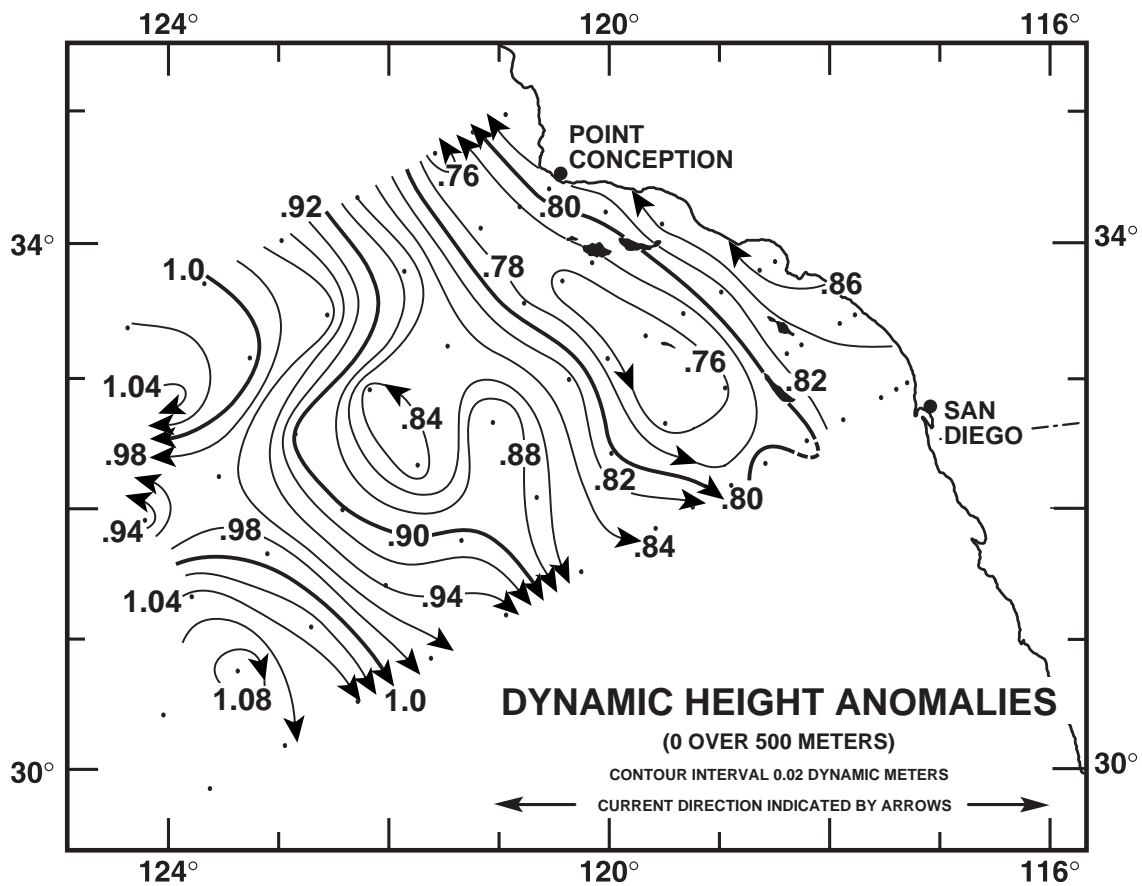 124° 120° 116°
POINT
CONCEPTION
.76
.92 .80
34° 34°
.78
1.0 .86
.76
1.04 .82
.84 SAN
DIEGO
.98 .88
.82
.80
.94 .98 .90
.84
1.04 .94
1.08 1.0
DYNAMIC HEIGHT ANOMALIES
(0 OVER 500 METERS)
30° 30°
CONTOUR INTERVAL 0.02 DYNAMIC METERS
CURRENT DIRECTION INDICATED BY ARROWS
124° 120° 116°